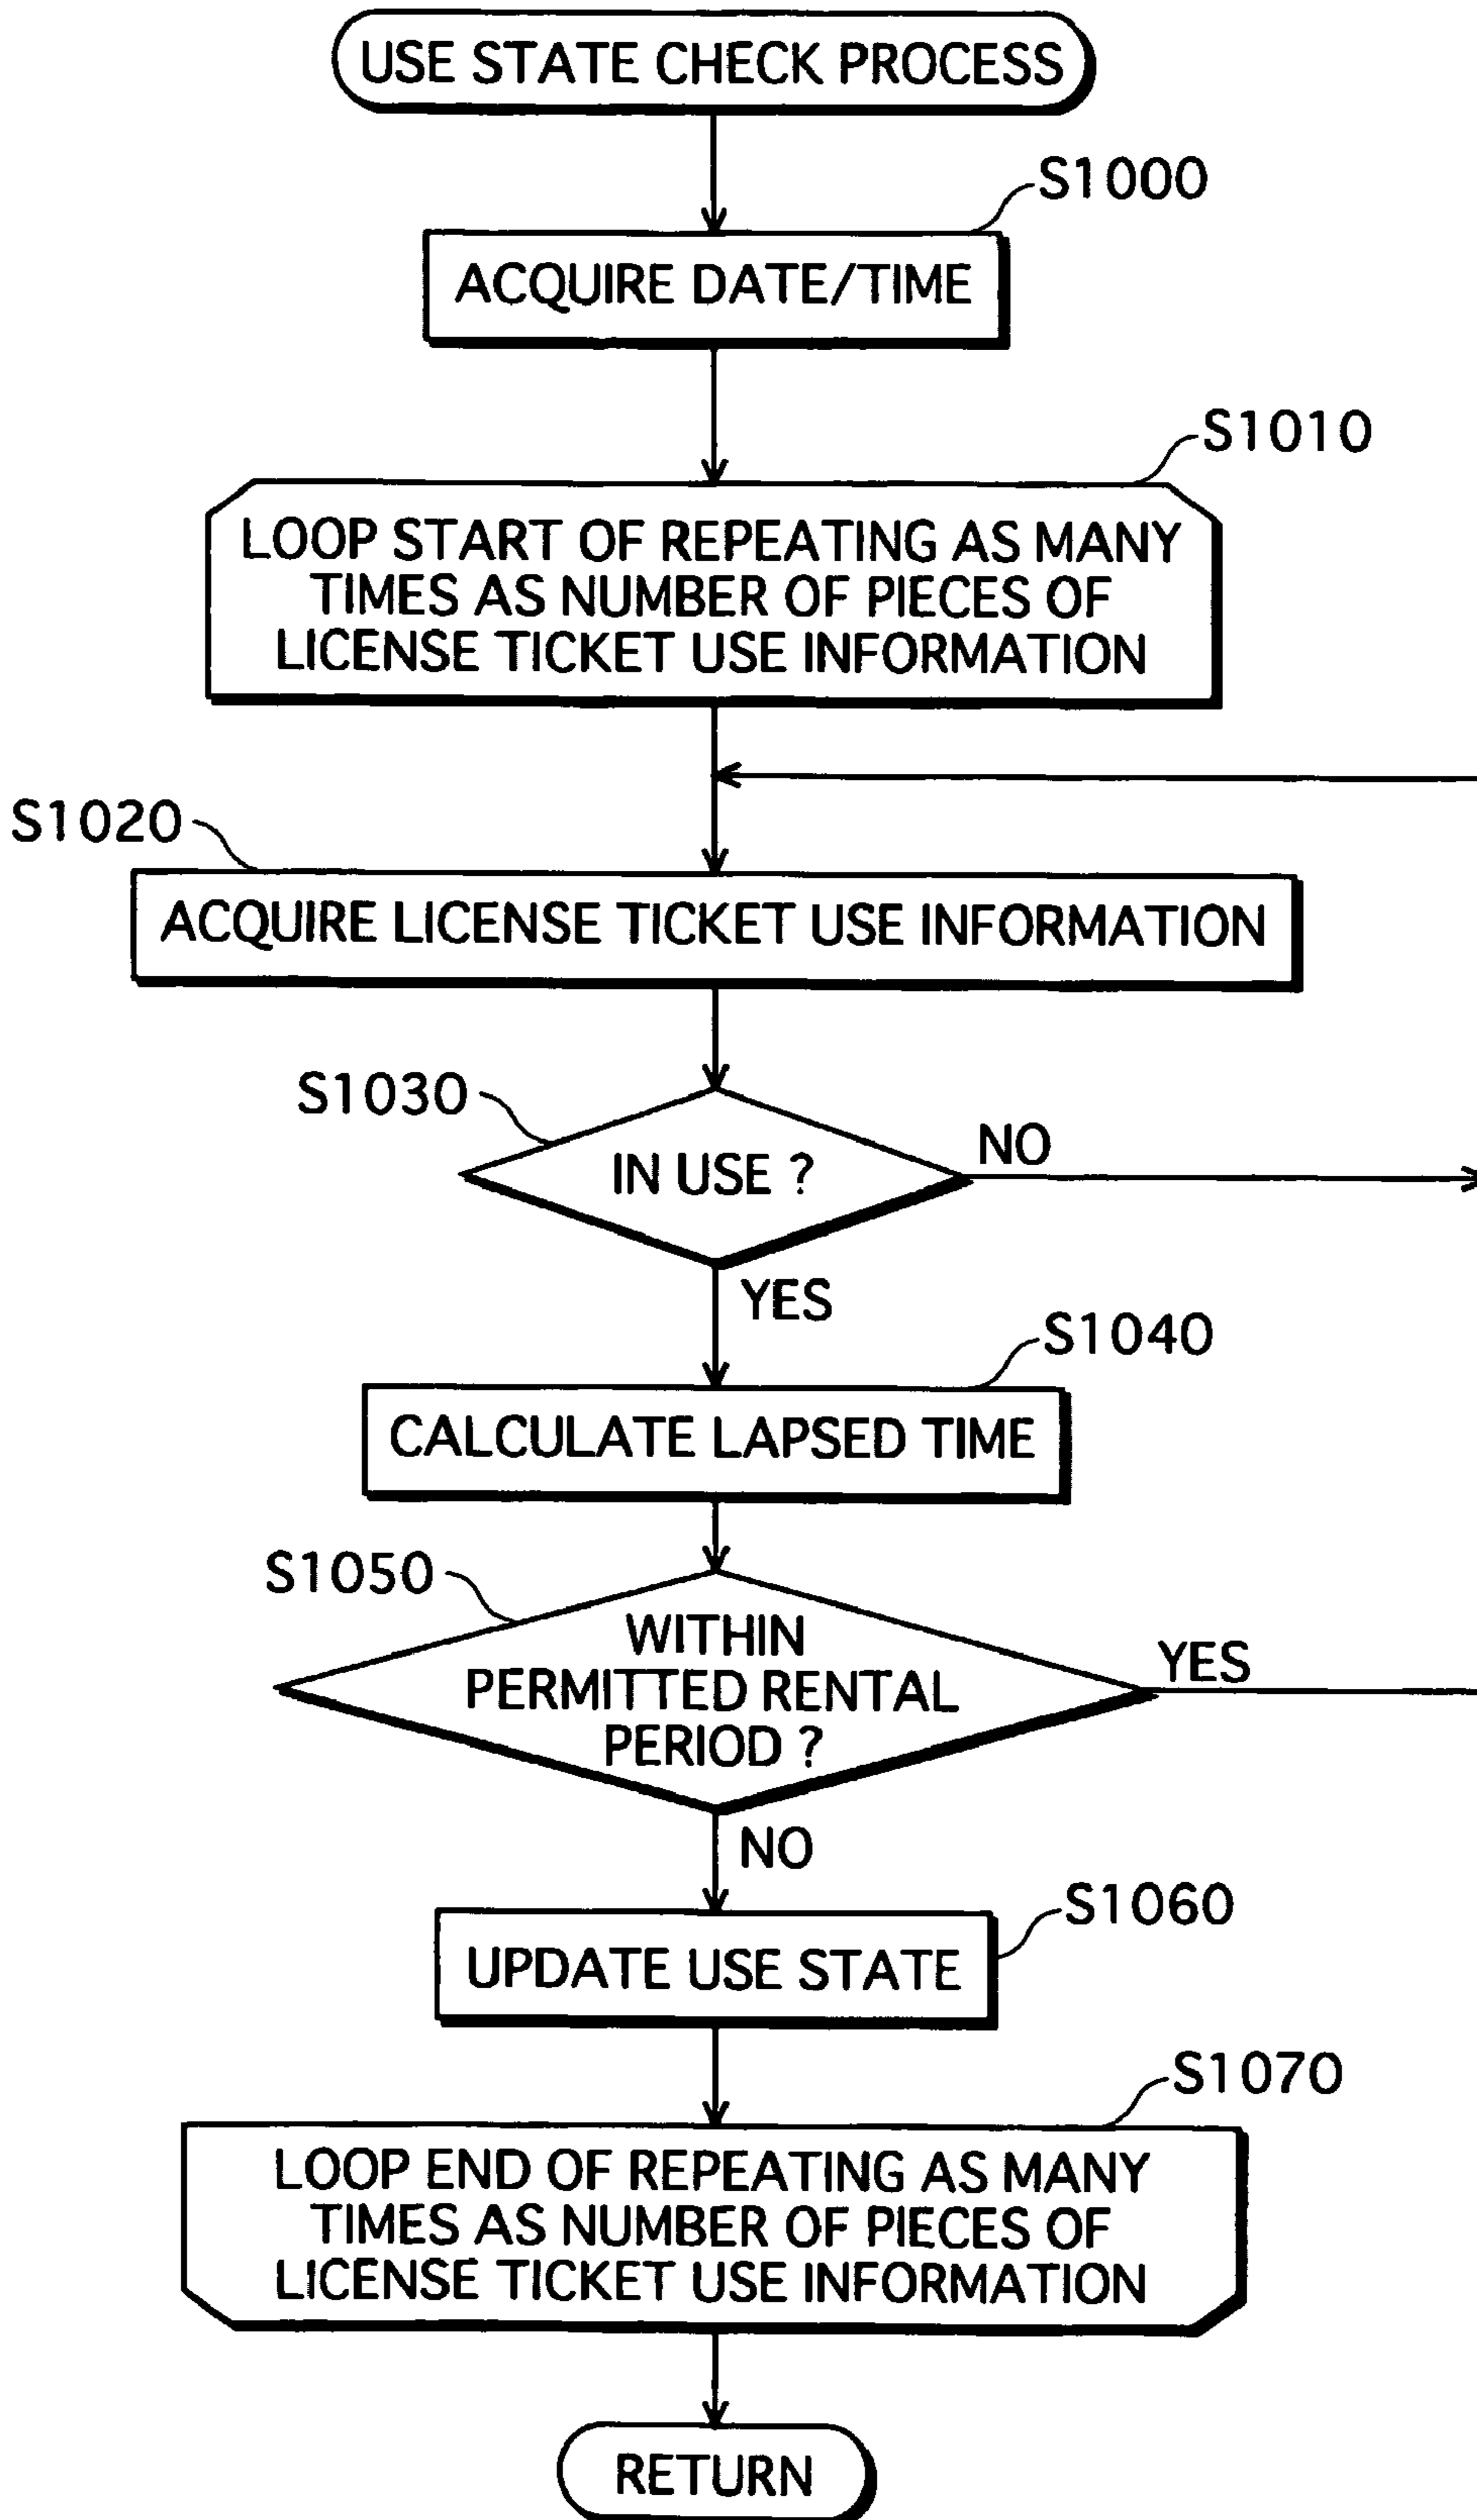 USE STATE CHECK PROCESS
S1000
ACQUIRE DATE/TIME
S1010
LOOP START OF REPEATING AS MANY
TIMES AS NUMBER OF PIECES OF
LICENSE TICKET USE INFORMATION
S1020
ACQUIRE LICENSE TICKET USE INFORMATION
S1030
IN USE ?
NO
YES
S1040
CALCULATE LAPSED TIME
S1050
WITHIN
PERMITTED RENTAL
PERIOD ?
YES
NO
S1060
UPDATE USE STATE
S1070
LOOP END OF REPEATING AS MANY
TIMES AS NUMBER OF PIECES OF
LICENSE TICKET USE INFORMATION
RETURN